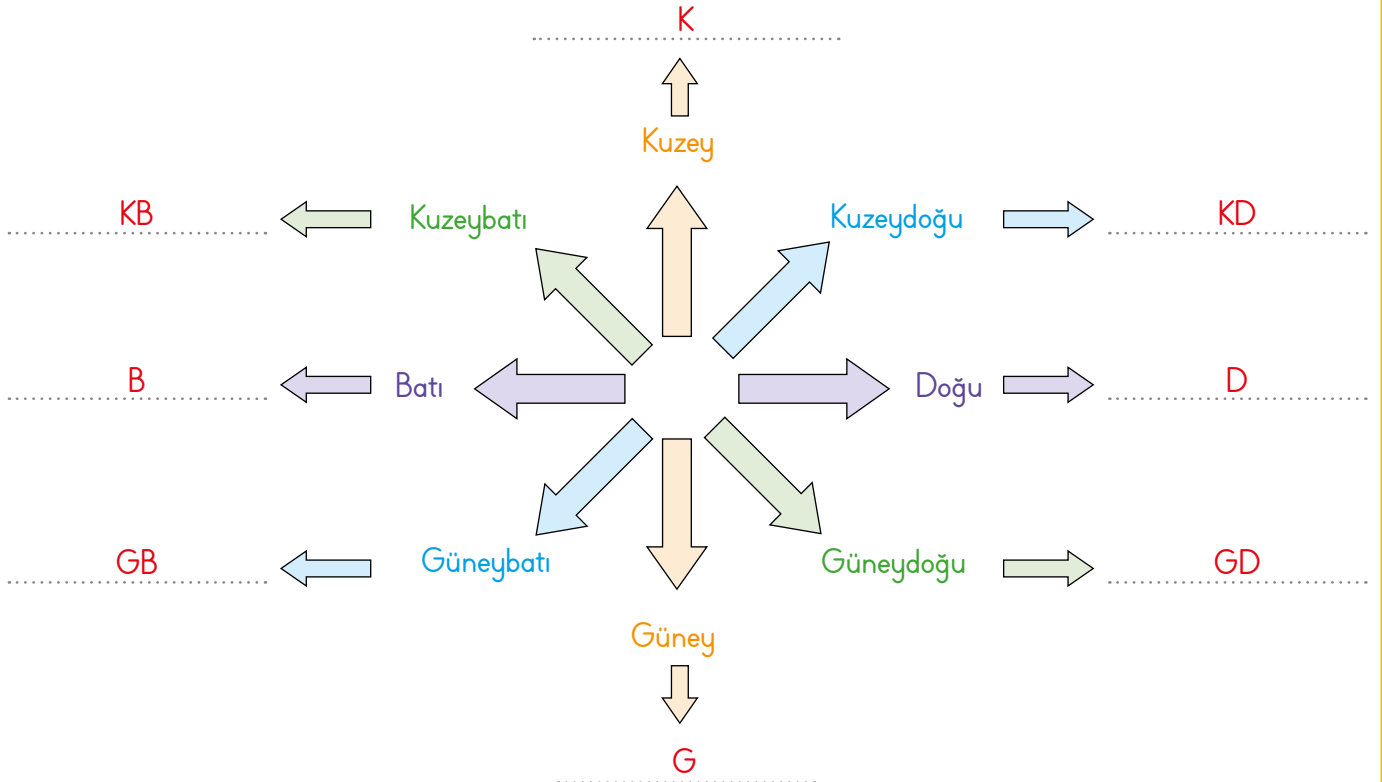 K
Kuzey
KB Kuzeybatı Kuzeydoğu KD
B Batı Doğu D
GB Güneybatı Güneydoğu GD
Güney
G